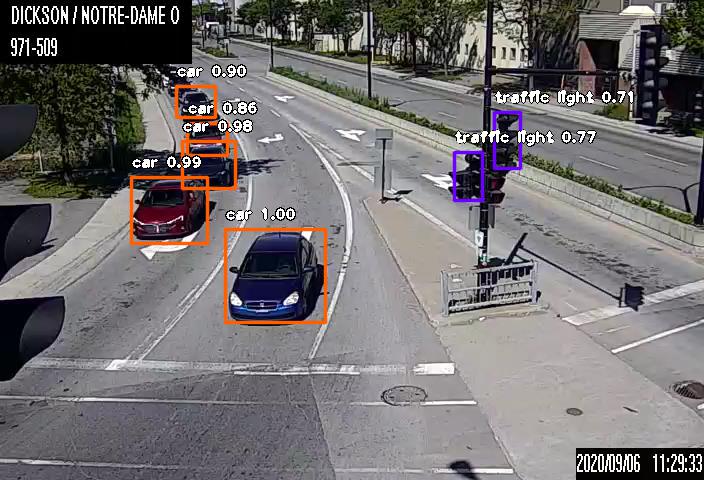 DICKSON / NOTRE-DAME O
971-509
car 0.90
car 0.86
car 0.98
car 0.99
car 1.00
traffic light 0.71
traffic light 0.77
2020/09/06 11:29:33